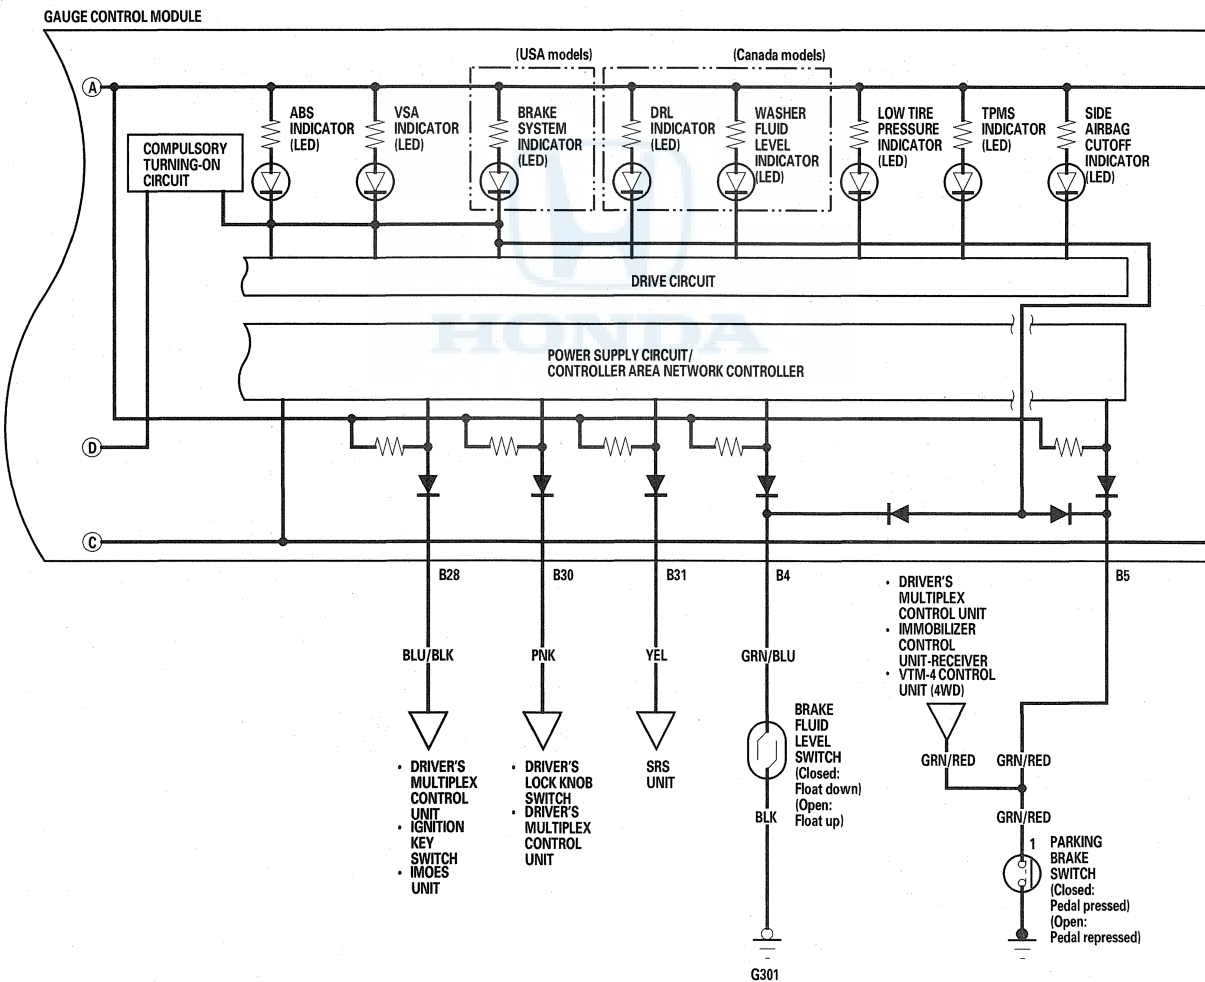 GAUGE CONTROL MODULE
(USA models)
(Canada models)
A
ABS
INDICATOR
(LED)
VSA
INDICATOR
(LED)
BRAKE
SYSTEM
INDICATOR
(LED)
DRL
INDICATOR
(LED)
WASHER
FLUID
LEVEL
INDICATOR
(LED)
LOW TIRE
PRESSURE
INDICATOR
(LED)
TPMS
INDICATOR
(LED)
SIDE
AIRBAG
CUTOFF
INDICATOR
(LED)
COMPULSORY
TURNING-ON
CIRCUIT
DRIVE CIRCUIT
HONDA
POWER SUPPLY CIRCUIT/
CONTROLLER AREA NETWORK CONTROLLER
D
C
B28
B30
B31
B4
B5
BLU/BLK
PNK
YEL
GRN/BLU
• DRIVER'S
MULTIPLEX
CONTROL UNIT
• IMMOBILIZER
CONTROL
UNIT-RECEIVER
• VTM-4 CONTROL
UNIT (4WD)
• DRIVER'S
MULTIPLEX
CONTROL
UNIT
• IGNITION
KEY
SWITCH
• IMOES
UNIT
• DRIVER'S
LOCK KNOB
SWITCH
• DRIVER'S
MULTIPLEX
CONTROL
UNIT
SRS
UNIT
BRAKE
FLUID
LEVEL
SWITCH
(Closed:
Float down)
(Open:
Float up)
BLK
G301
GRN/RED
GRN/RED
GRN/RED
1
PARKING
BRAKE
SWITCH
(Closed:
Pedal pressed)
(Open:
Pedal repressed)